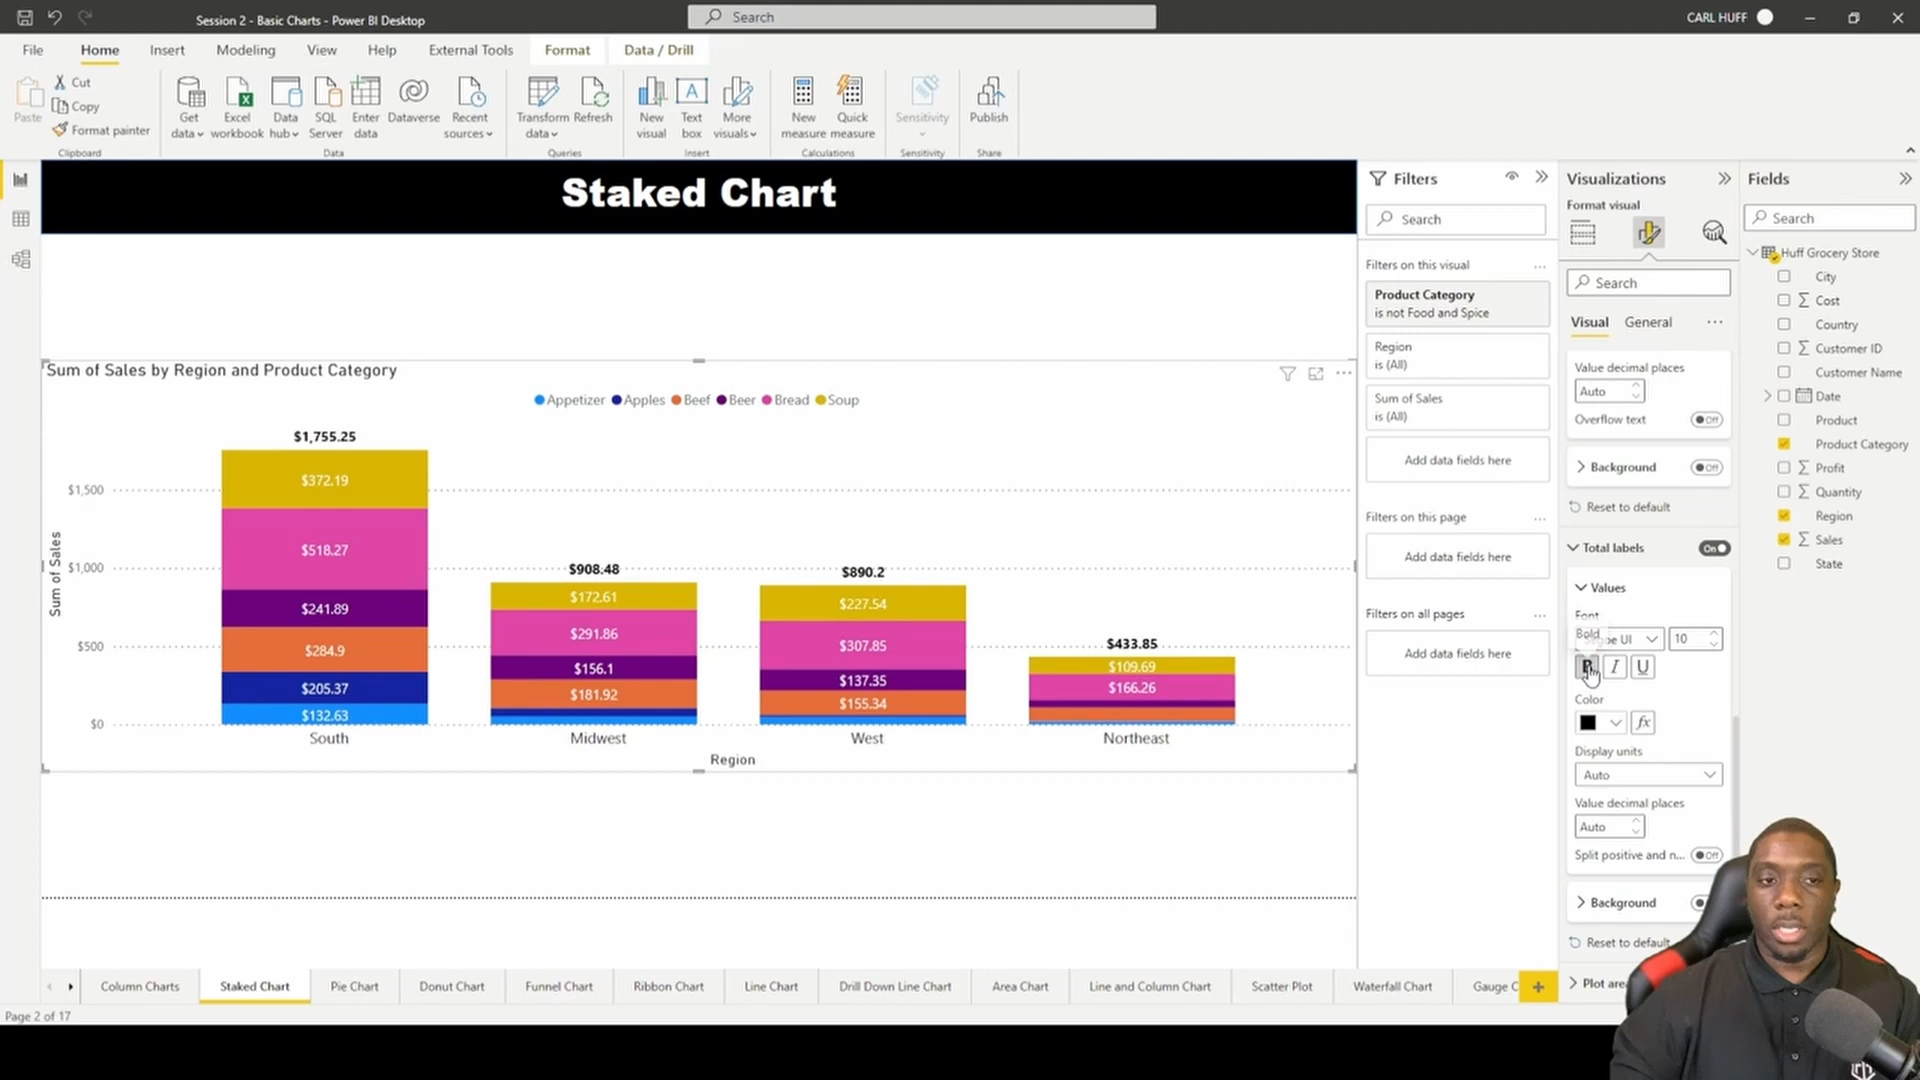 Session 2 - Basic Charts - Power BI Desktop
Search
CARL HUFF
File
Home
Insert
Modeling
View
Help
External Tools
Format
Data / Drill
Paste
Cut
Copy
Format painter
Clipboard
Get data
Excel workbook
Data hub
SQL Server
Enter data
Dataverse
Recent sources
Data
Transform data
Refresh
Queries
New visual
Text box
More visuals
Insert
New measure
Quick measure
Calculations
Sensitivity
Sensitivity
Publish
Share
Staked Chart
Sum of Sales by Region and Product Category
Appetizer
Apples
Beef
Beer
Bread
Soup
Sum of Sales
$1,500
$1,000
$500
$0
$1,755.25
$372.19
$518.27
$241.89
$284.9
$205.37
$132.63
South
$908.48
$172.61
$291.86
$156.1
$181.92
Midwest
$890.2
$227.54
$307.85
$137.35
$155.34
West
$433.85
$109.69
$166.26
Northeast
Region
Filters
Search
Filters on this visual
Product Category
is not Food and Spice
Region
is (All)
Sum of Sales
is (All)
Add data fields here
Filters on this page
Add data fields here
Filters on all pages
Add data fields here
Visualizations
Format visual
Search
Visual
General
Value decimal places
Auto
Overflow text
Off
Background
Off
Reset to default
Total labels
On
Values
Font
Bold
UI
10
B
I
U
Color
fx
Display units
Auto
Value decimal places
Auto
Split positive and n...
Off
Background
Reset to default
Plot are
Fields
Search
Huff Grocery Store
City
Cost
Country
Customer ID
Customer Name
Date
Product
Product Category
Profit
Quantity
Region
Sales
State
Column Charts
Staked Chart
Pie Chart
Donut Chart
Funnel Chart
Ribbon Chart
Line Chart
Drill Down Line Chart
Area Chart
Line and Column Chart
Scatter Plot
Waterfall Chart
Gauge C
Page 2 of 17